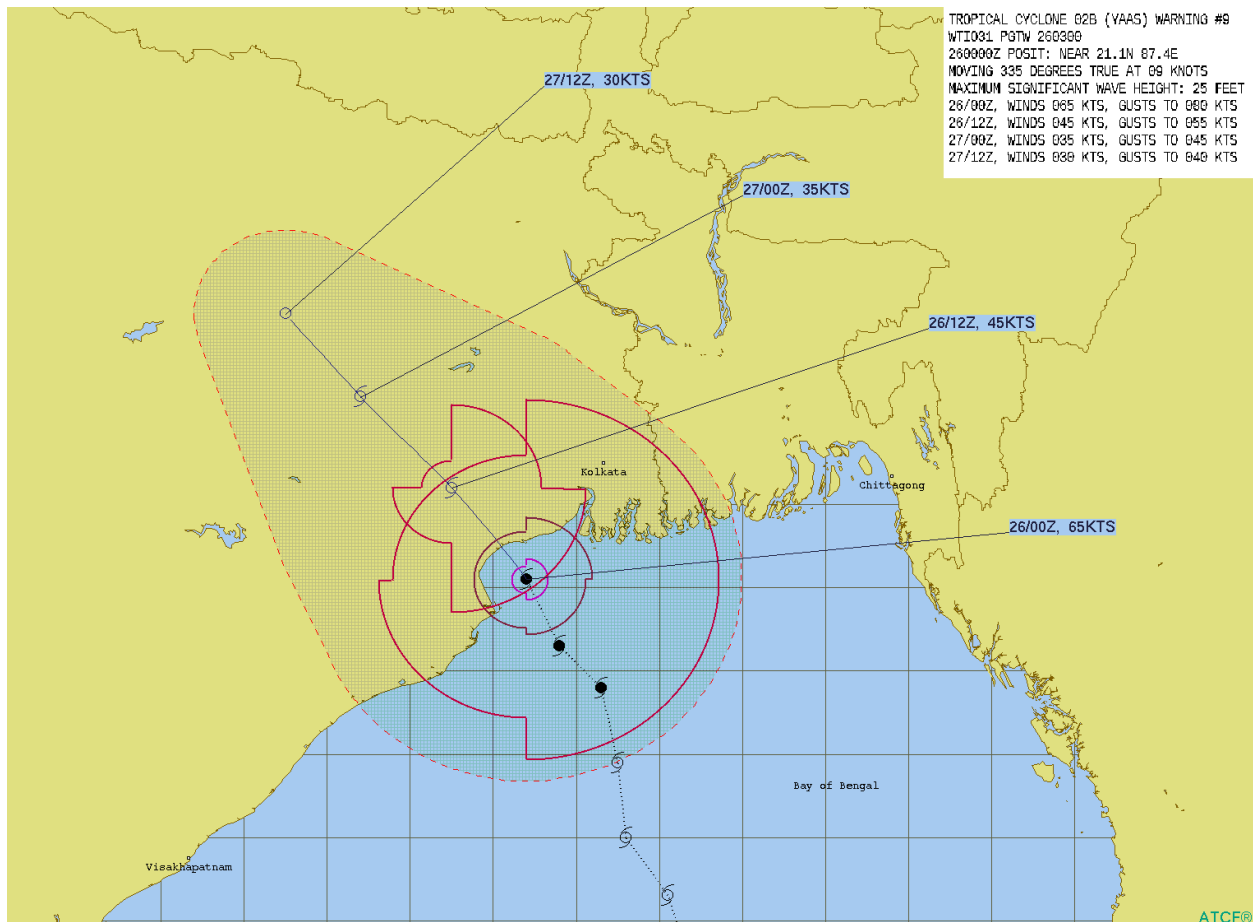 TROPICAL CYCLONE 02B (YAAS) WARNING #9
WTIO31 PGTW 260300
260000Z POSIT: NEAR 21.1N 87.4E
MOVING 335 DEGREES TRUE AT 09 KNOTS
MAXIMUM SIGNIFICANT WAVE HEIGHT: 25 FEET
26/00Z, WINDS 065 KTS, GUSTS TO 080 KTS
26/12Z, WINDS 045 KTS, GUSTS TO 055 KTS
27/00Z, WINDS 035 KTS, GUSTS TO 045 KTS
27/12Z, WINDS 030 KTS, GUSTS TO 040 KTS
27/12Z, 30KTS
27/00Z, 35KTS
26/12Z, 45KTS
Kolkata
Chittagong
26/00Z, 65KTS
Bay of Bengal
Visakhapatnam
ATCF®